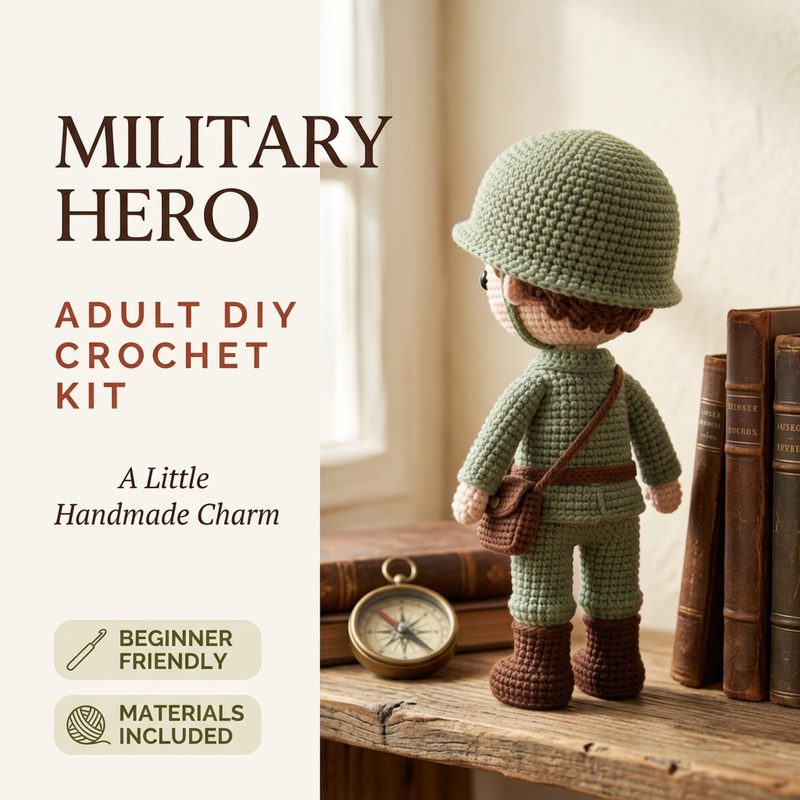 MILITARY
HERO
ADULT DIY
CROCHET
KIT
A Little
Handmade Charm
BEGINNER
FRIENDLY
MATERIALS
INCLUDED